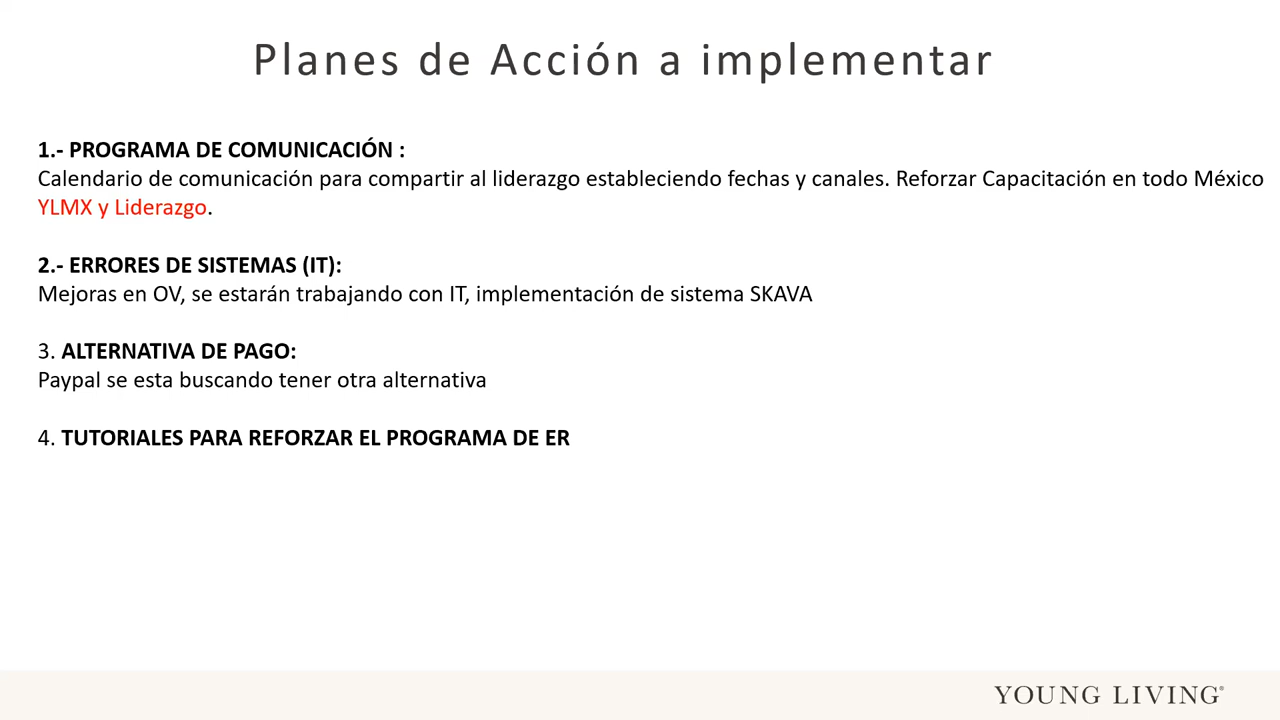 Planes de Acción a implementar
1.- PROGRAMA DE COMUNICACIÓN :
Calendario de comunicación para compartir al liderazgo estableciendo fechas y canales. Reforzar Capacitación en todo México
YLMX y Liderazgo.
2.- ERRORES DE SISTEMAS (IT):
Mejoras en OV, se estarán trabajando con IT, implementación de sistema SKAVA
3. ALTERNATIVA DE PAGO:
Paypal se esta buscando tener otra alternativa
4. TUTORIALES PARA REFORZAR EL PROGRAMA DE ER
YOUNG LIVING®